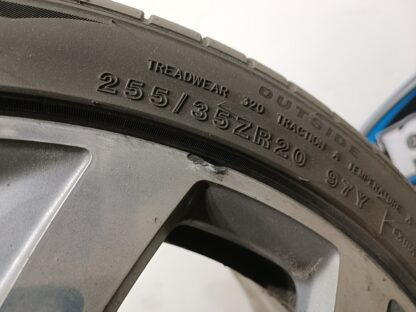 TREADWEAR 320 TRACTION A TEMPERATURE A
OUTSIDE
255/35ZR20 97Y